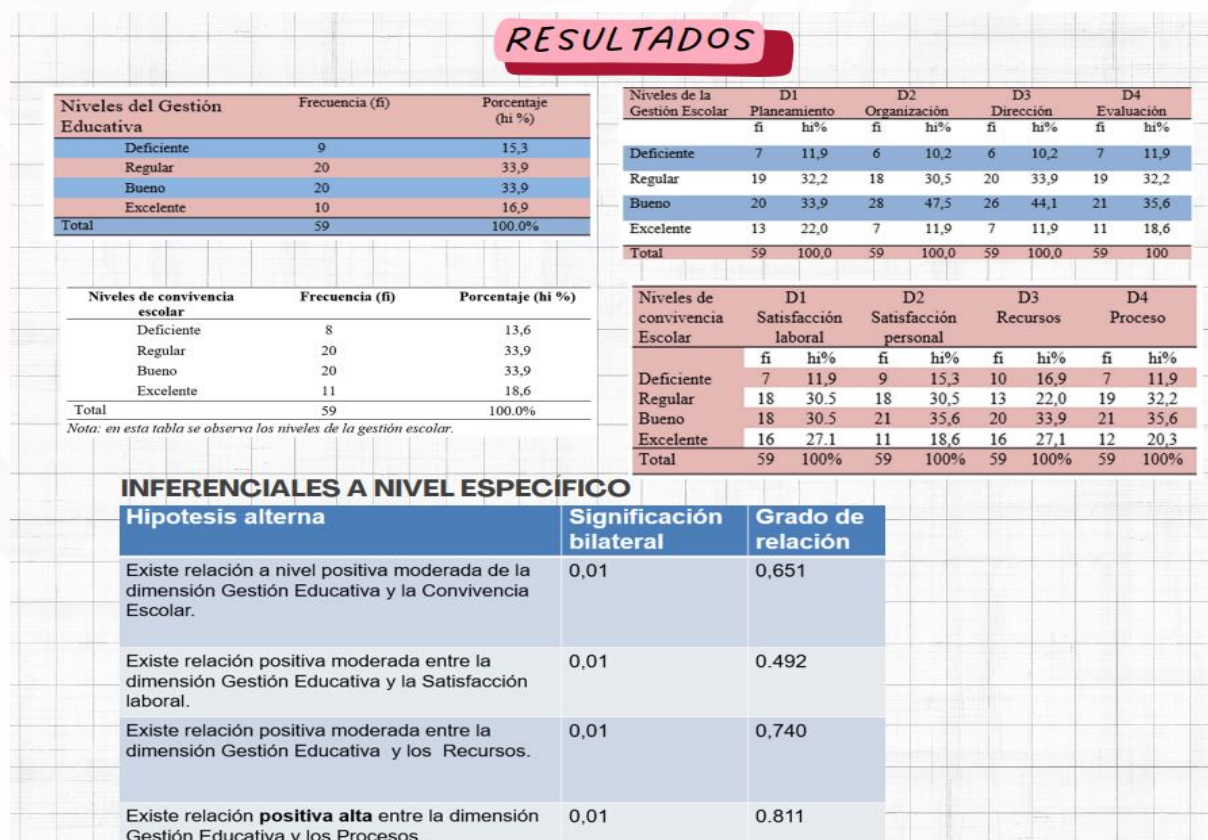 RESULTADOS
Niveles del Gestión Educativa Frecuencia (fi) Porcentaje (hi %)
Deficiente 9 15,3
Regular 20 33,9
Bueno 20 33,9
Excelente 10 16,9
Total 59 100.0%
Niveles de la Gestión Escolar D1 Planeamiento D2 Organización D3 Dirección D4 Evaluación
fi hi% fi hi% fi hi% fi hi%
Deficiente 7 11,9 6 10,2 6 10,2 7 11,9
Regular 19 32,2 18 30,5 20 33,9 19 32,2
Bueno 20 33,9 28 47,5 26 44,1 21 35,6
Excelente 13 22,0 7 11,9 7 11,9 11 18,6
Total 59 100,0 59 100,0 59 100,0 59 100
Niveles de convivencia escolar Frecuencia (fi) Porcentaje (hi %)
Deficiente 8 13,6
Regular 20 33,9
Bueno 20 33,9
Excelente 11 18,6
Total 59 100.0%
Nota: en esta tabla se observa los niveles de la gestión escolar.
Niveles de convivencia Escolar D1 Satisfacción laboral D2 Satisfacción personal D3 Recursos D4 Proceso
fi hi% fi hi% fi hi% fi hi%
Deficiente 7 11,9 9 15,3 10 16,9 7 11,9
Regular 18 30.5 18 30,5 13 22,0 19 32,2
Bueno 18 30.5 21 35,6 20 33,9 21 35,6
Excelente 16 27.1 11 18,6 16 27,1 12 20,3
Total 59 100% 59 100% 59 100% 59 100%
INFERENCIALES A NIVEL ESPECÍFICO
Hipotesis alterna Significación bilateral Grado de relación
Existe relación a nivel positiva moderada de la 0,01 0,651
dimensión Gestión Educativa y la Convivencia
Escolar.
Existe relación positiva moderada entre la 0,01 0.492
dimensión Gestión Educativa y la Satisfacción
laboral.
Existe relación positiva moderada entre la 0,01 0,740
dimensión Gestión Educativa y los Recursos.
Existe relación positiva alta entre la dimensión 0,01 0.811
Gestión Educativa y los Procesos